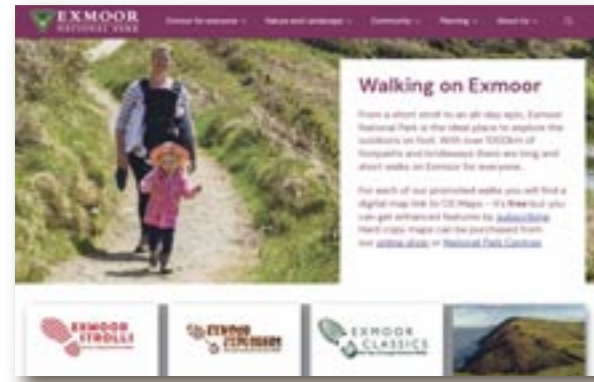 EXMOOR
NATIONAL PARK
Exmoor for everyone
Nature and Landscape
Community
Planning
About Us
Walking on Exmoor
From a short stroll to an all-day epic, Exmoor
National Park is the ideal place to explore the
outdoors on foot. With over 1000km of
footpaths and bridleways there are long and
short walks on Exmoor for everyone.
For each of our promoted walks you will find a
digital map link to OS Maps - it's free but you
can get enhanced features by subscribing.
Hard copy maps can be purchased from
our online shop or National Park Centres.
EXMOOR
STROLLS
EXMOOR
EXPLORERS
EXMOOR
CLASSICS